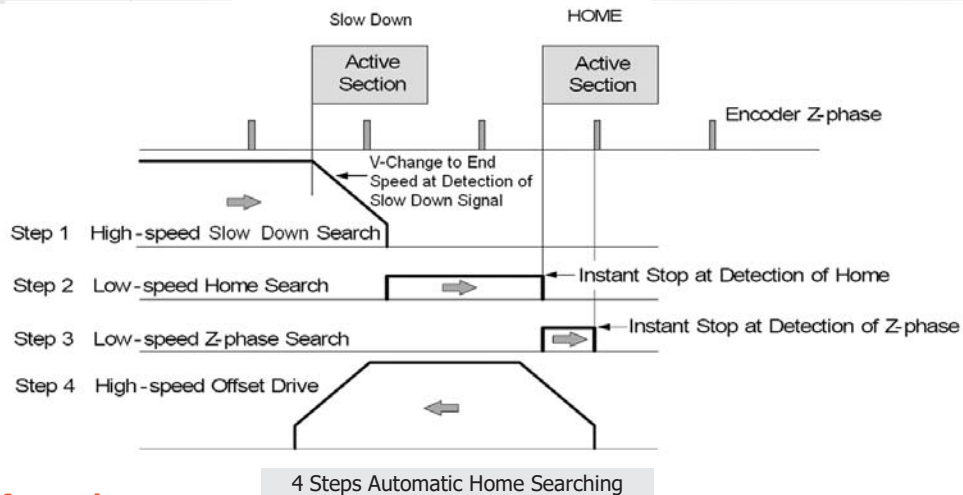 Slow Down
HOME
Active
Section
Active
Section
Encoder Z-phase
V-Change to End
Speed at Detection of
Slow Down Signal
Step 1 High-speed Slow Down Search
Instant Stop at Detection of Home
Step 2 Low-speed Home Search
Instant Stop at Detection of Z-phase
Step 3 Low-speed Z-phase Search
Step 4 High-speed Offset Drive
4 Steps Automatic Home Searching